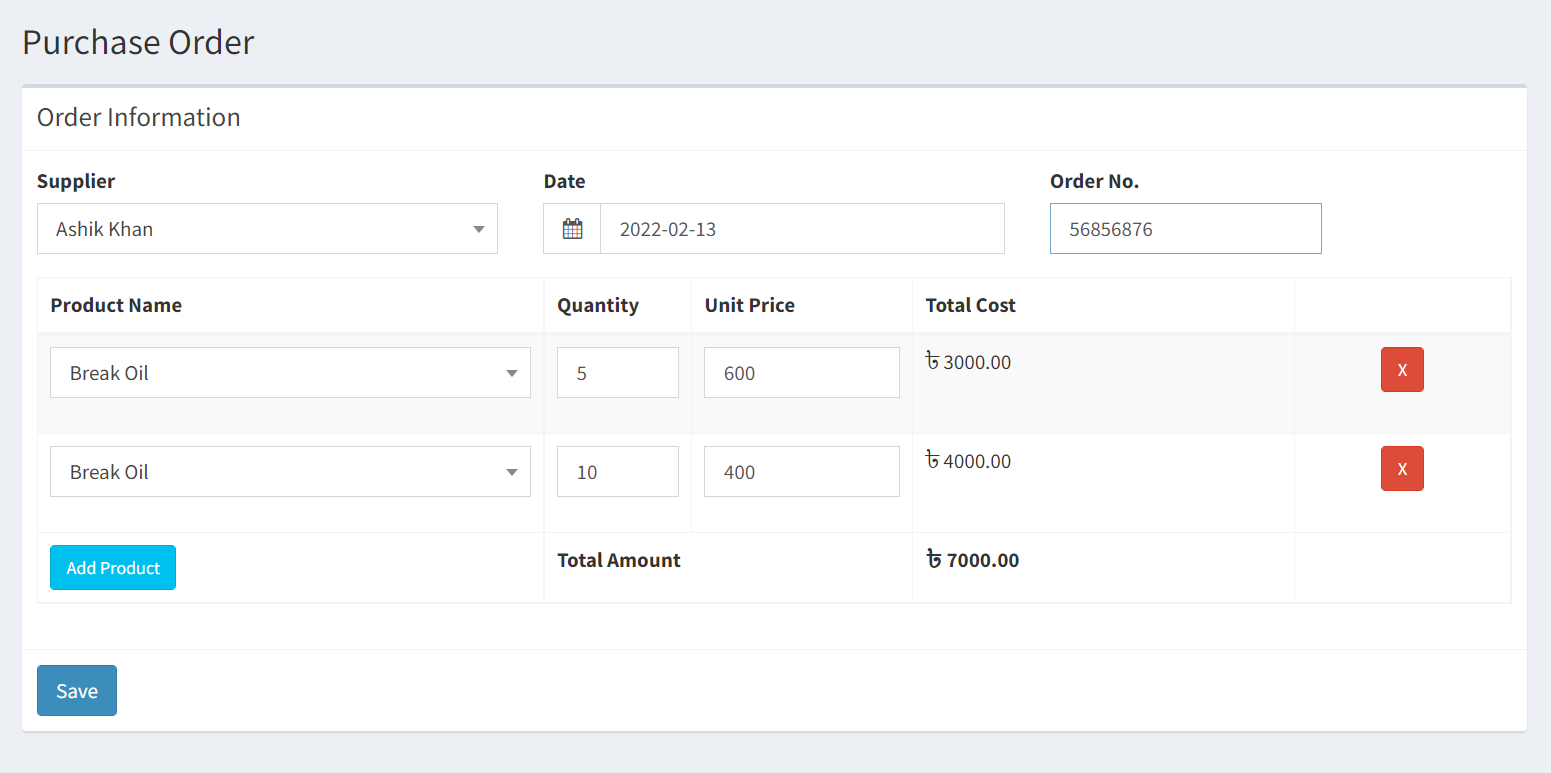 Purchase Order
Order Information
Supplier Date Order No.
Ashik Khan 2022-02-13 56856876
Product Name Quantity Unit Price Total Cost
Break Oil 5 600 ৳ 3000.00 X
Break Oil 10 400 ৳ 4000.00 X
Add Product Total Amount ৳ 7000.00
Save